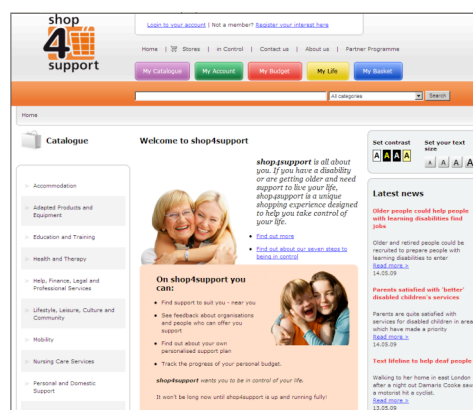 shop
4
support
Login to your account | Not a member? Register your interest here
Home | Stores | in Control | Contact us | About us | Partner Programme
My Catalogue
My Account
My Budget
My Life
My Basket
All categories
Search
Home
Catalogue
Accommodation
Adapted Products and
Equipment
Education and Training
Health and Therapy
Help, Finance, Legal and
Professional Services
Lifestyle, Leisure, Culture and
Community
Mobility
Nursing Care Services
Personal and Domestic
Support
Welcome to shop4support
shop4support is all about
you. If you have a disability
or are getting older and need
support to live your life,
shop4support is a unique
shopping experience designed
to help you take control of
your life.
Find out more
Find out about our seven steps to
being in control
On shop4support you
can:
Find support to suit you - near you
See feedback about organisations
and people who can offer you
support
Find out about your own
personalised support plan
Track the progress of your personal budget.
shop4support wants you to be in control of your life.
It won't be long now until shop4support is up and running fully!
Set contrast
A A A A
Set your text
size
A A A A
Latest news
Older people could help people
with learning disabilities find
jobs
Older and retired people could be
recruited to prepare people with
learning disabilities to enter
Read more >
14.05.09
Parents satisfied with 'better'
disabled children's services
Parents are quite satisfied with
services for disabled children in areas
which have made a priority
Read more >
14.05.09
Text lifeline to help deaf people
Walking to her home in east London
after a night out Damaris Cooke saw
a motorist hit a cyclist.
Read more >
13.05.09